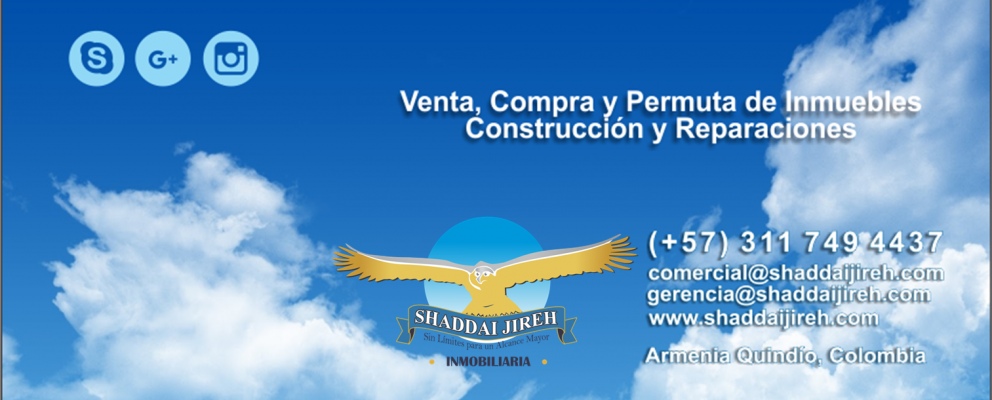 G+
Venta, Compra y Permuta de Inmuebles
Construcción y Reparaciones
(+57) 311 749 4437
comercial@shaddaijireh.com
gerencia@shaddaijireh.com
www.shaddaijireh.com
Armenia Quindío, Colombia
SHADDAI JIREH
Sin Límites para un Alcance Mayor
• INMOBILIARIA •